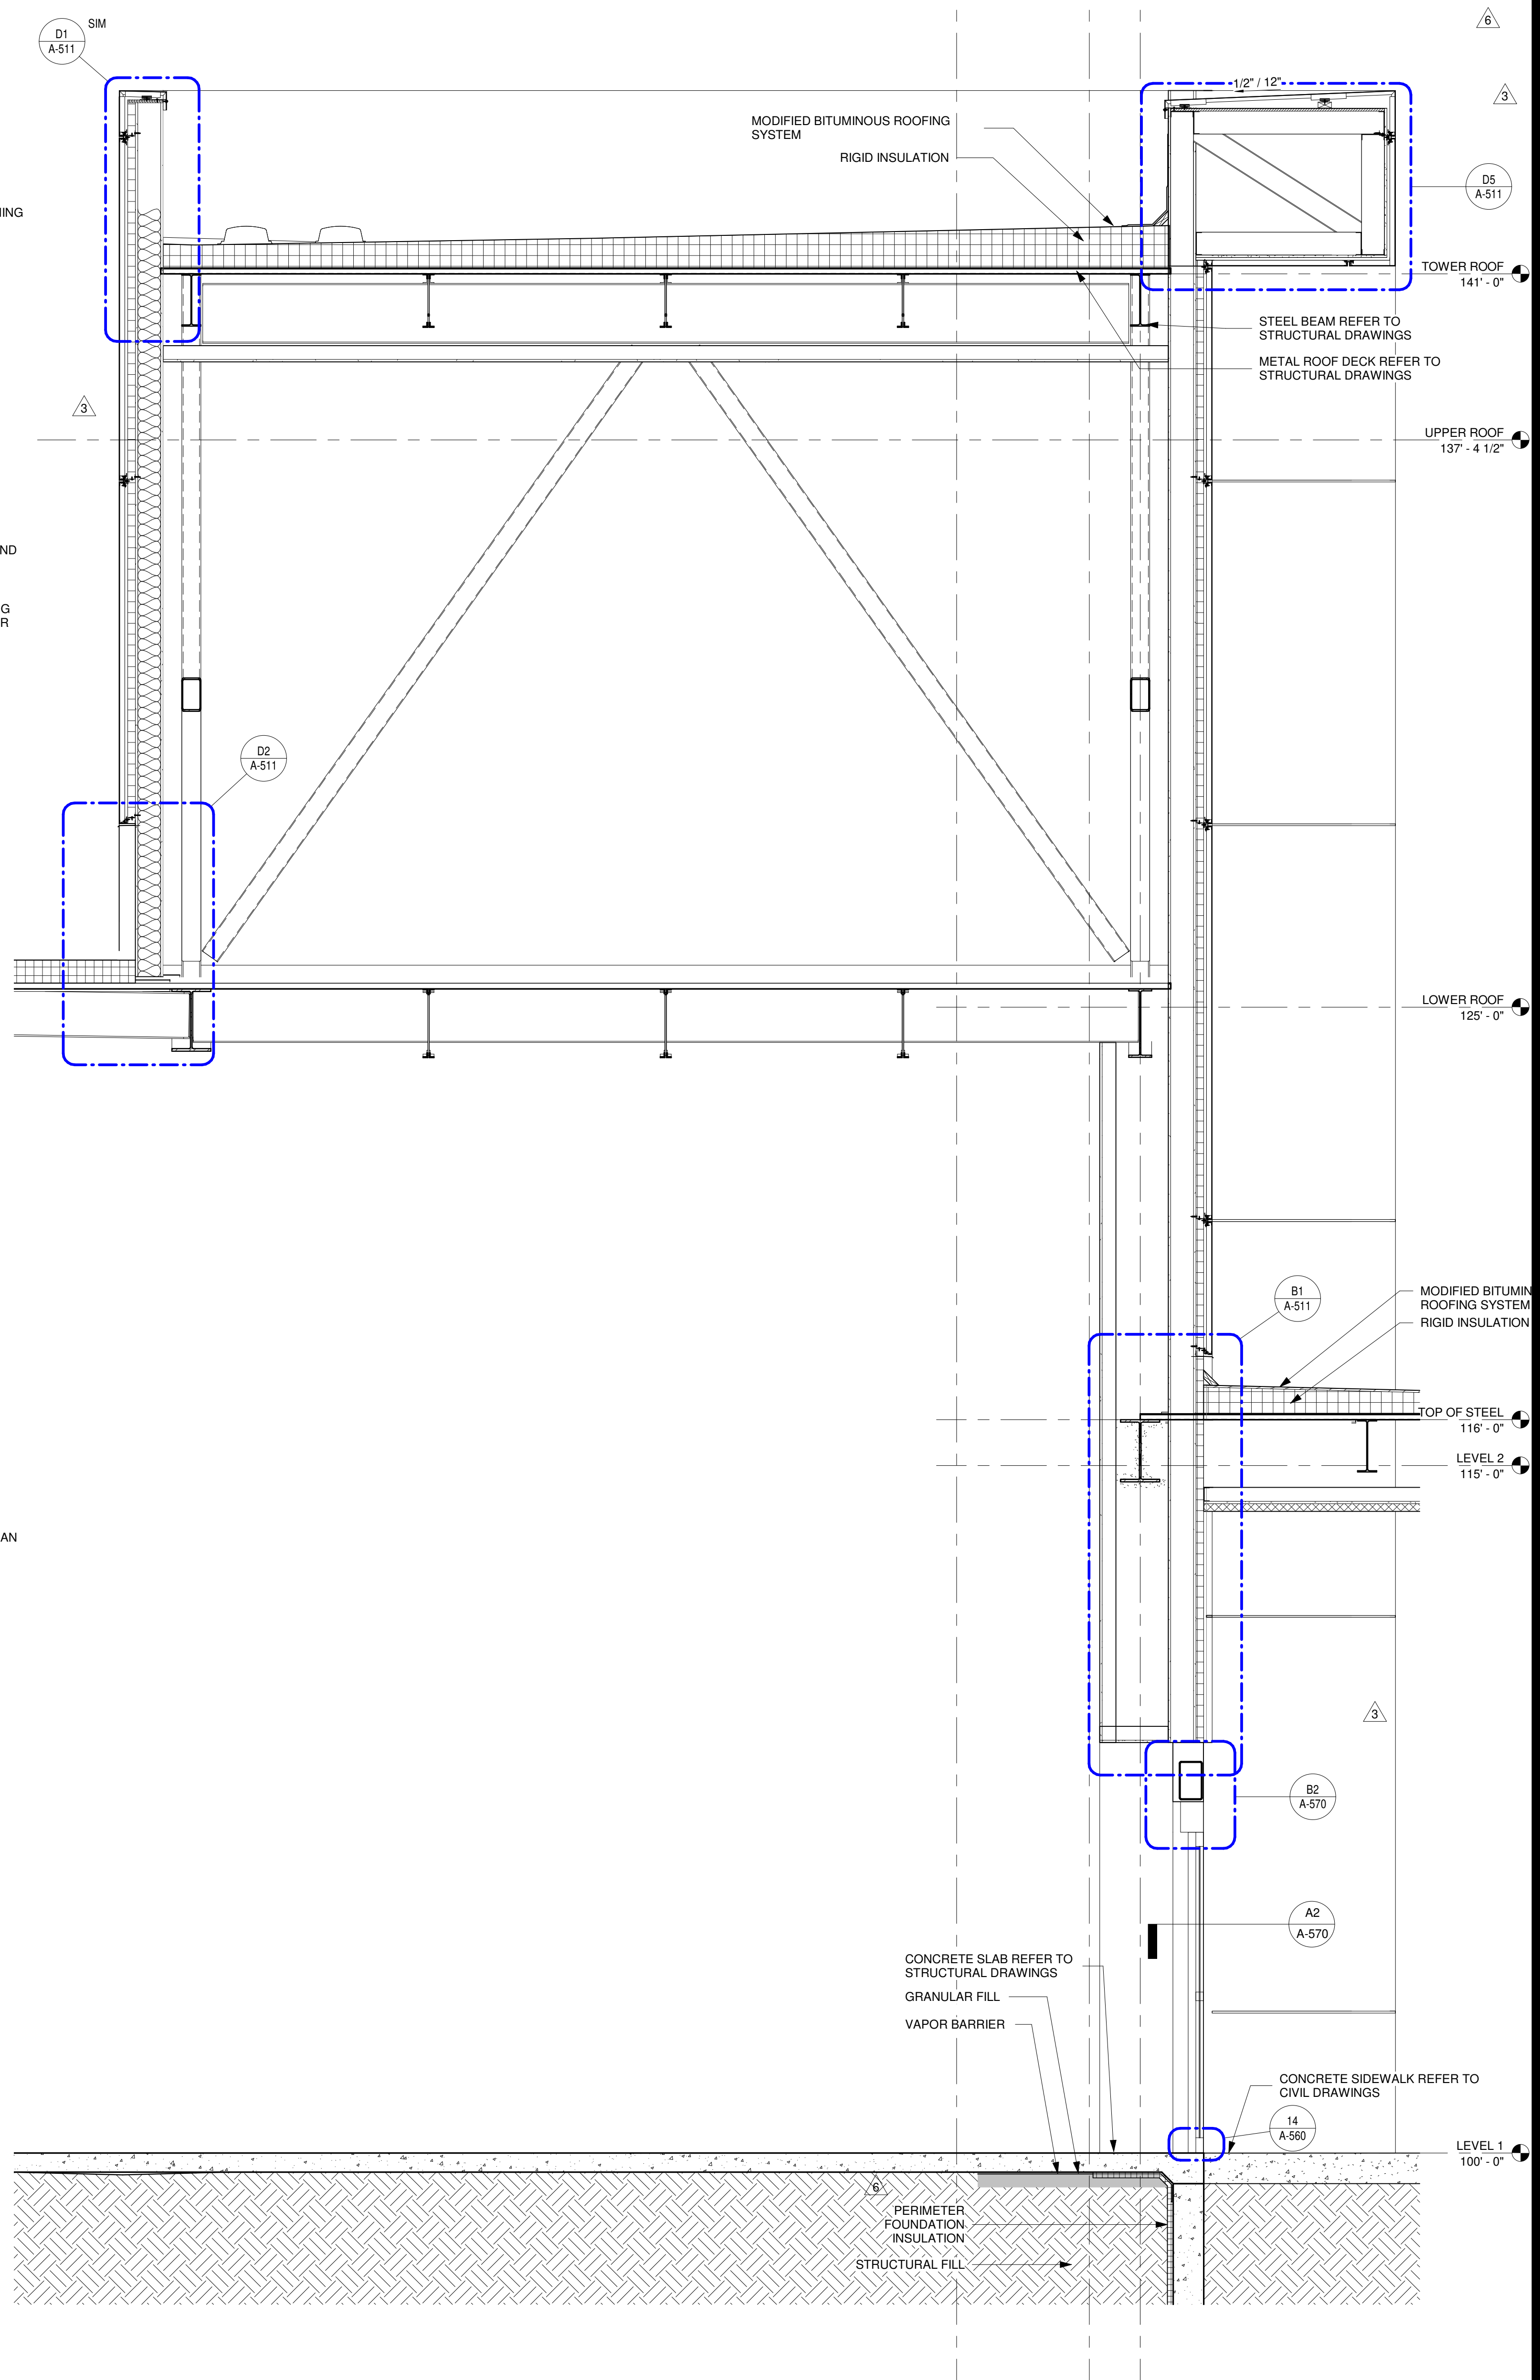 D1
A-511
SIM
6
3
1/2" / 12"
MODIFIED BITUMINOUS ROOFING
SYSTEM
RIGID INSULATION
D5
A-511
ING
TOWER ROOF
141' - 0"
STEEL BEAM REFER TO
STRUCTURAL DRAWINGS
METAL ROOF DECK REFER TO
STRUCTURAL DRAWINGS
3
UPPER ROOF
137' - 4 1/2"
ND
G
R
D2
A-511
LOWER ROOF
125' - 0"
B1
A-511
MODIFIED BITUMIN
ROOFING SYSTEM
RIGID INSULATION
TOP OF STEEL
116' - 0"
LEVEL 2
115' - 0"
AN
3
B2
A-570
A2
A-570
CONCRETE SLAB REFER TO
STRUCTURAL DRAWINGS
GRANULAR FILL
VAPOR BARRIER
CONCRETE SIDEWALK REFER TO
CIVIL DRAWINGS
14
A-560
LEVEL 1
100' - 0"
6
PERIMETER
FOUNDATION
INSULATION
STRUCTURAL FILL